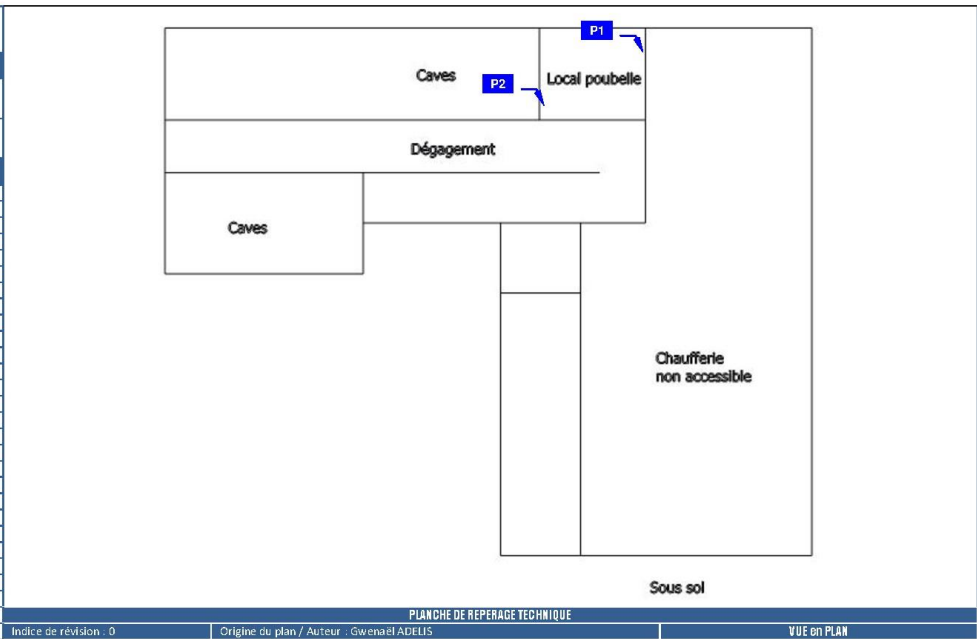 P1
Caves
P2
Local poubelle
Dégagement
Caves
Chaufferie
non accessible
Sous sol
PLANCHE DE REPERAGE TECHNIQUE
Indice de révision : 0
Origine du plan / Auteur : Gwenaël ADELIS
VUE en PLAN